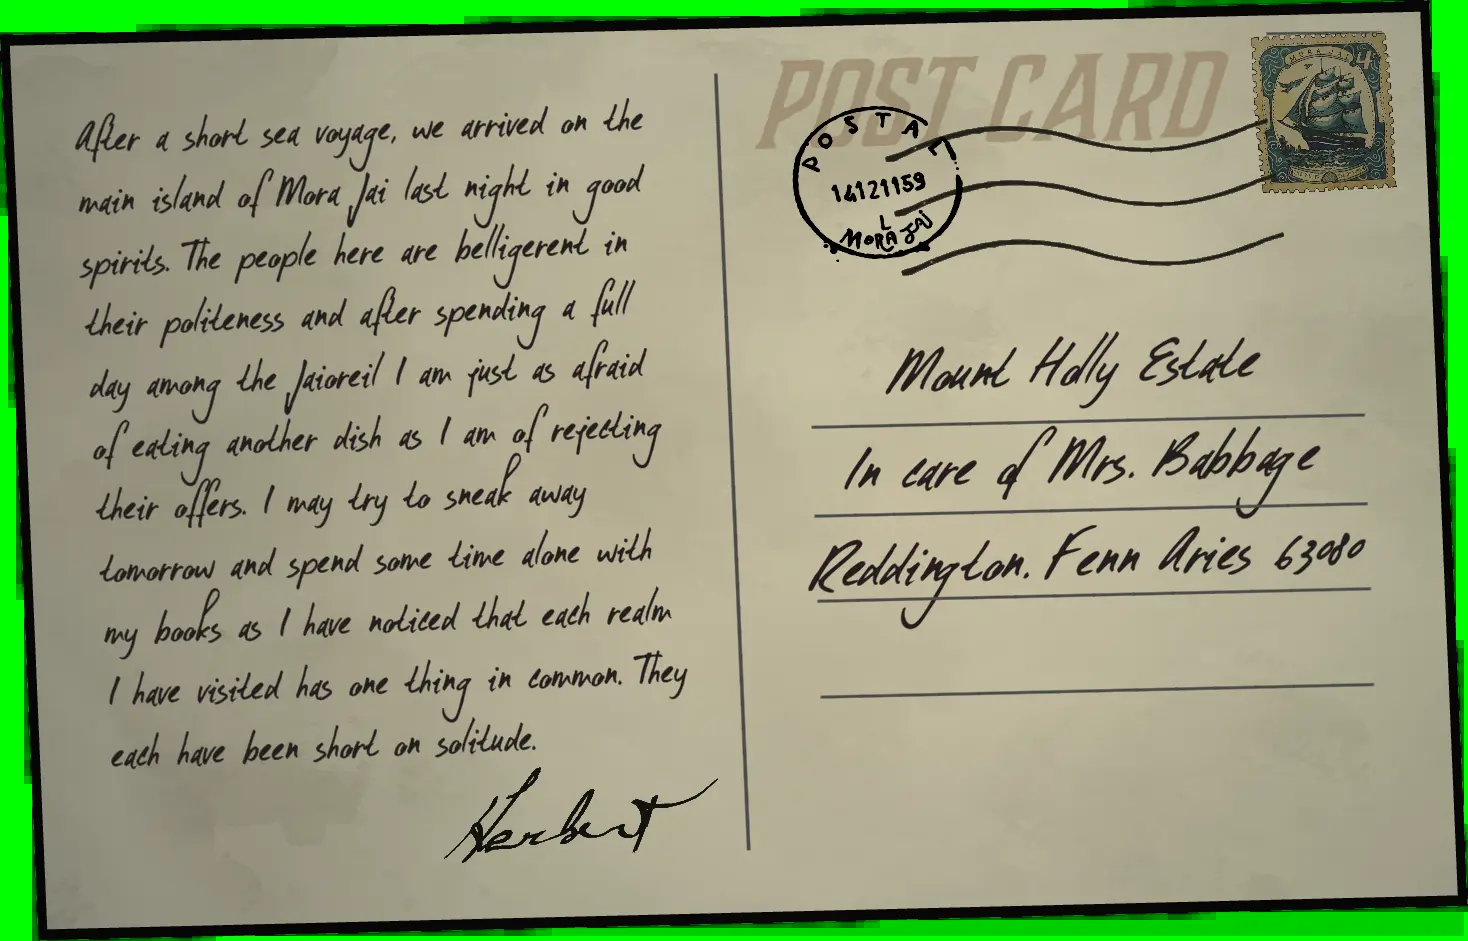 After a short sea voyage, we arrived on the
main island of Mora Jai last night in good
spirits. The people here are belligerent in
their politeness and after spending a full
day among the Jaioreil I am just as afraid
of eating another dish as I am of rejecting
their offers. I may try to sneak away
tomorrow and spend some time alone with
my books as I have noticed that each realm
I have visited has one thing in common. They
each have been short on solitude.
Herbert
POST CARD
POSTAL
14121159
MORA JAI
MORA JAI
4
Mount Holly Estate
In care of Mrs. Babbage
Reddington. Fenn Aries 63080